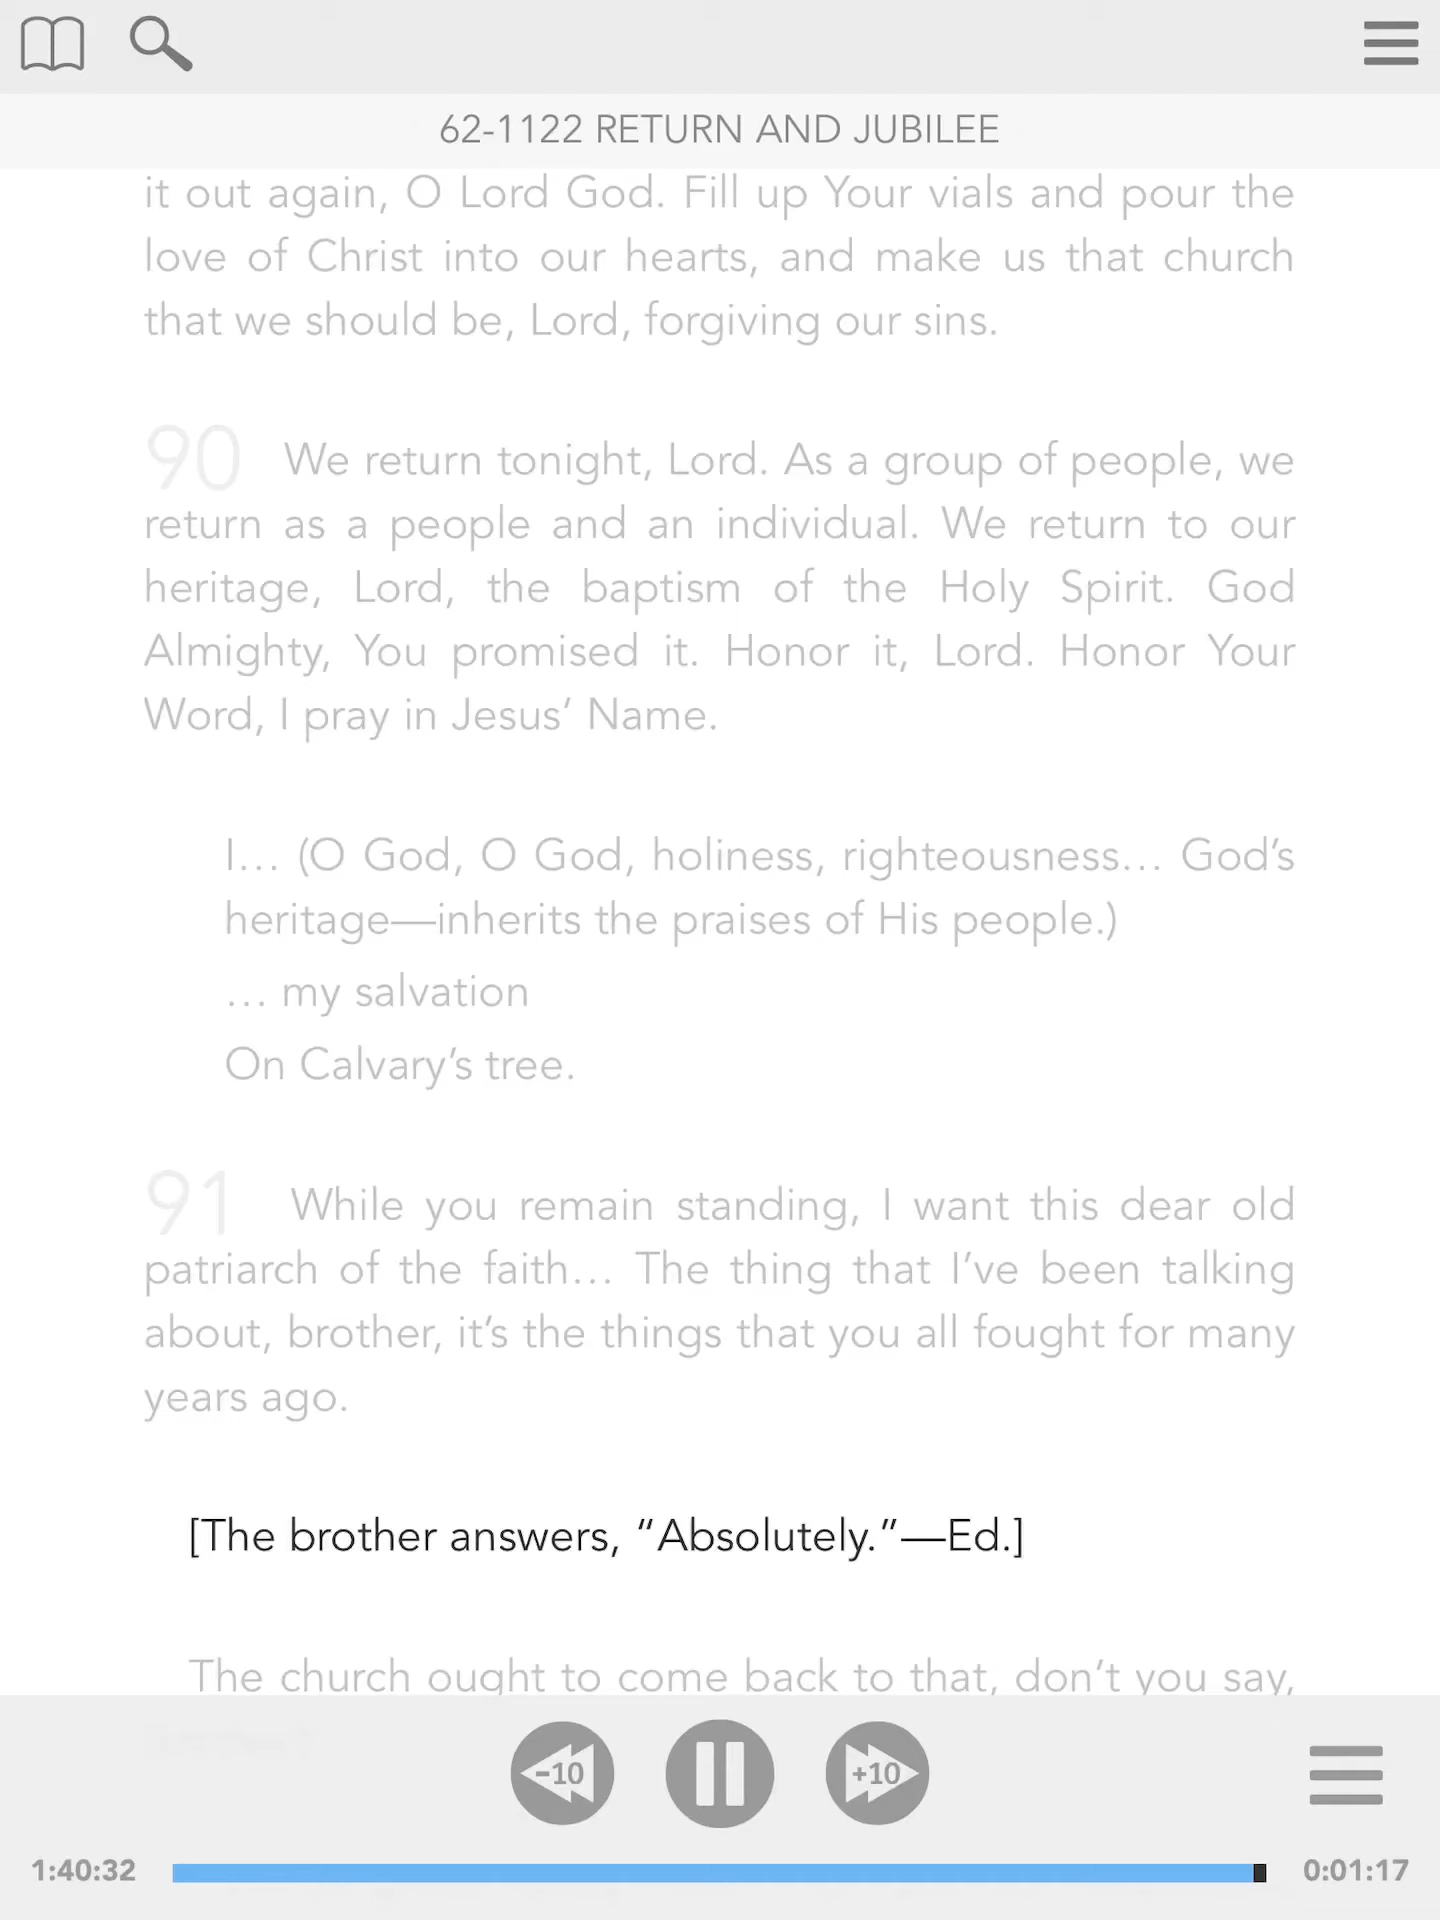 62-1122 RETURN AND JUBILEE
it out again, O Lord God. Fill up Your vials and pour the
love of Christ into our hearts, and make us that church
that we should be, Lord, forgiving our sins.
90 We return tonight, Lord. As a group of people, we
return as a people and an individual. We return to our
heritage, Lord, the baptism of the Holy Spirit. God
Almighty, You promised it. Honor it, Lord. Honor Your
Word, I pray in Jesus’ Name.
I… (O God, O God, holiness, righteousness… God’s
heritage—inherits the praises of His people.)
… my salvation
On Calvary’s tree.
91 While you remain standing, I want this dear old
patriarch of the faith… The thing that I’ve been talking
about, brother, it’s the things that you all fought for many
years ago.
[The brother answers, “Absolutely.”—Ed.]
The church ought to come back to that, don’t you say,
-10
+10
1:40:32
0:01:17